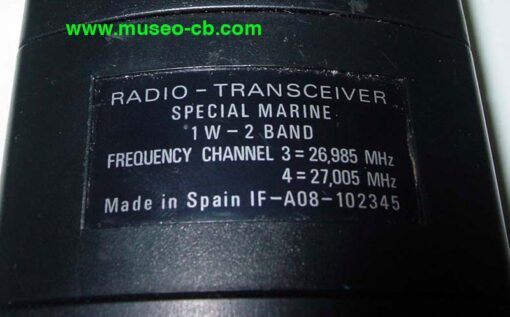 www.museo-cb.com
RADIO-TRANSCEIVER
SPECIAL MARINE
1W-2 BAND
FREQUENCY CHANNEL 3=26,985 MHz
4=27,005 MHz
Made in Spain IF-A08-102345